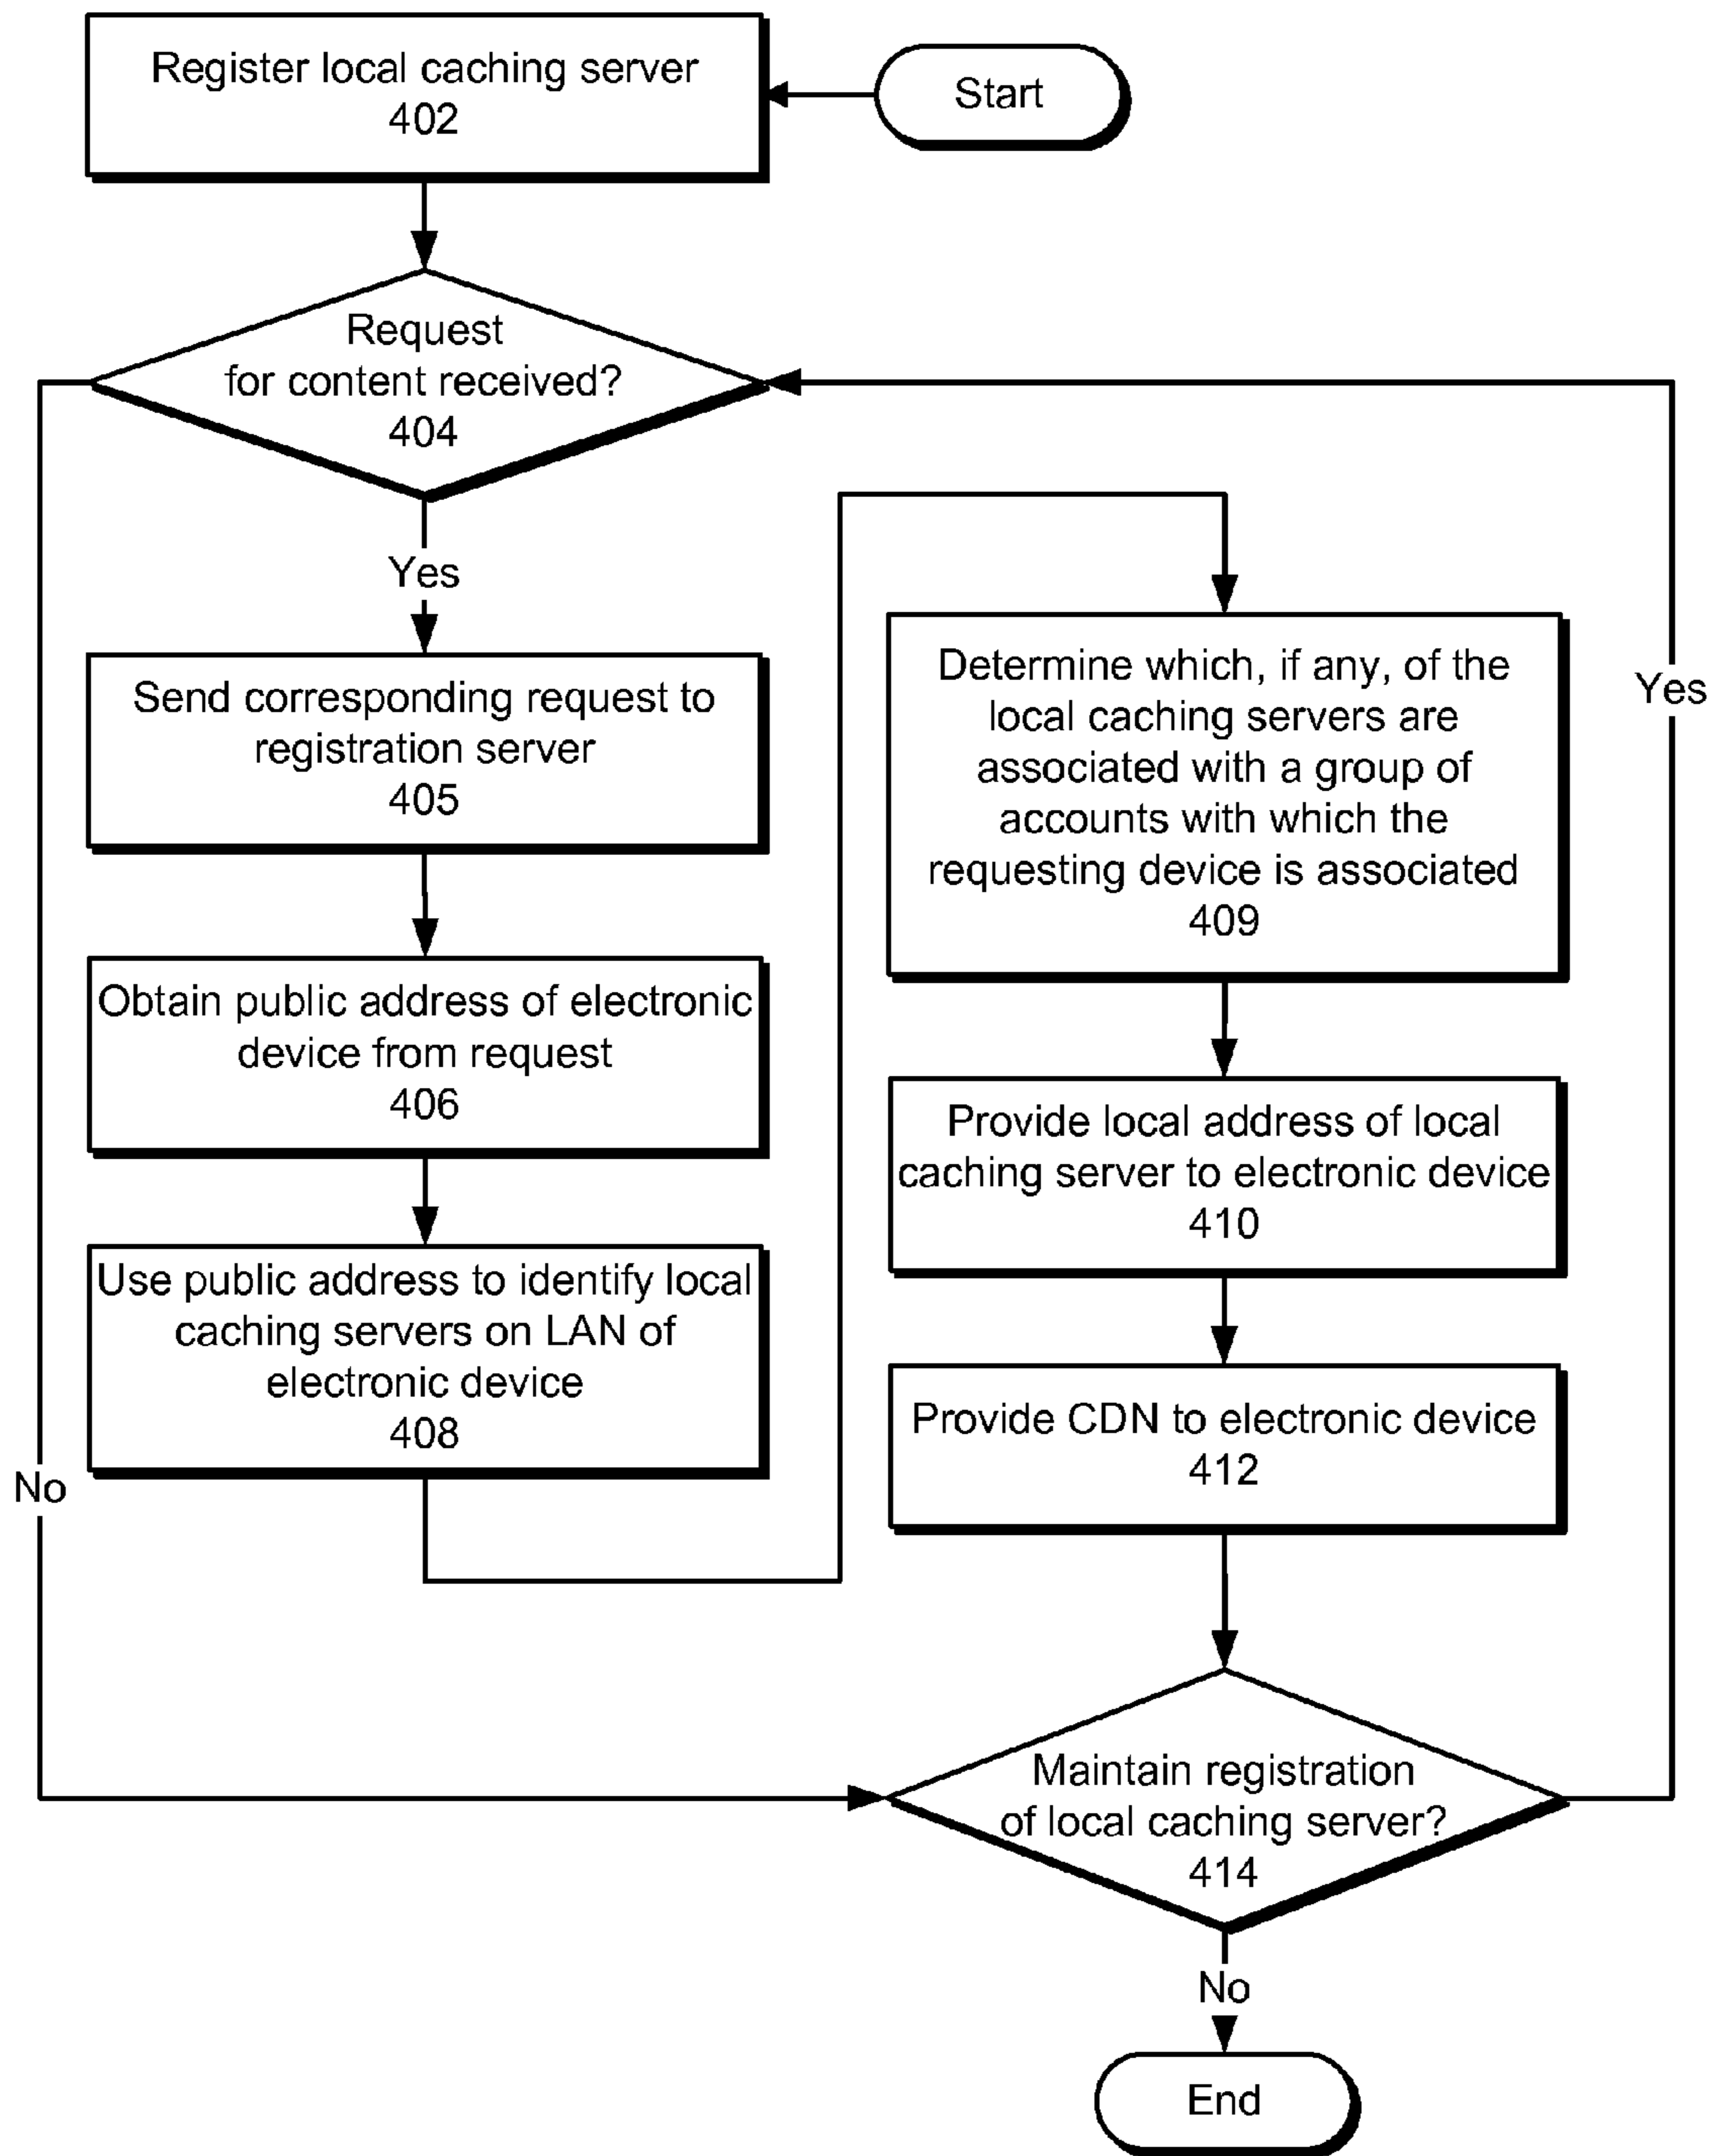 Register local caching server
402
Start
Request
for content received?
404
Yes
Send corresponding request to
registration server
405
Obtain public address of electronic
device from request
406
Use public address to identify local
caching servers on LAN of
electronic device
408
No
Determine which, if any, of the
local caching servers are
associated with a group of
accounts with which the
requesting device is associated
409
Yes
Provide local address of local
caching server to electronic device
410
Provide CDN to electronic device
412
Maintain registration
of local caching server?
414
No
End